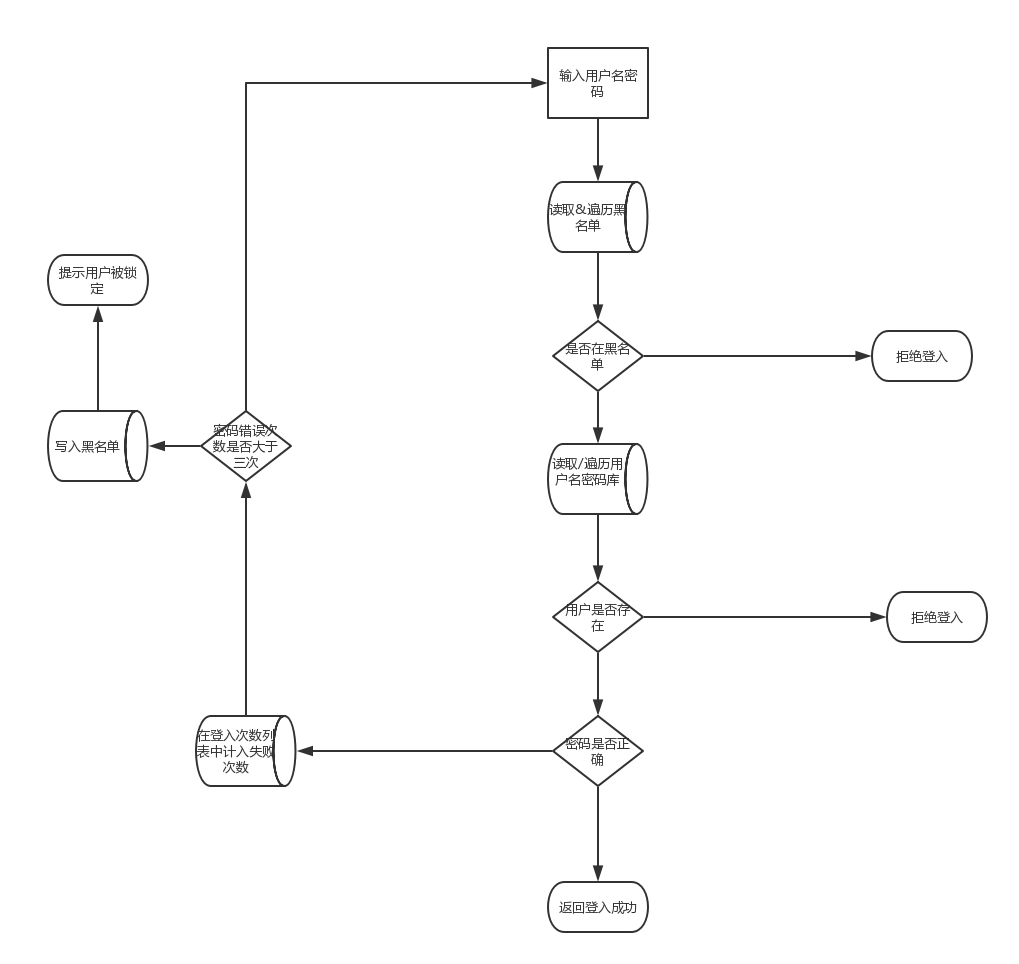 输入用户名密
码
读取&遍历黑
名单
提示用户被锁
定
是否在黑名
单
拒绝登入
写入黑名单
密码错误次
数是否大于
三次
读取/遍历用
户名密码库
用户是否存
在
拒绝登入
在登入次数列
表中计入失败
次数
密码是否正
确
返回登入成功